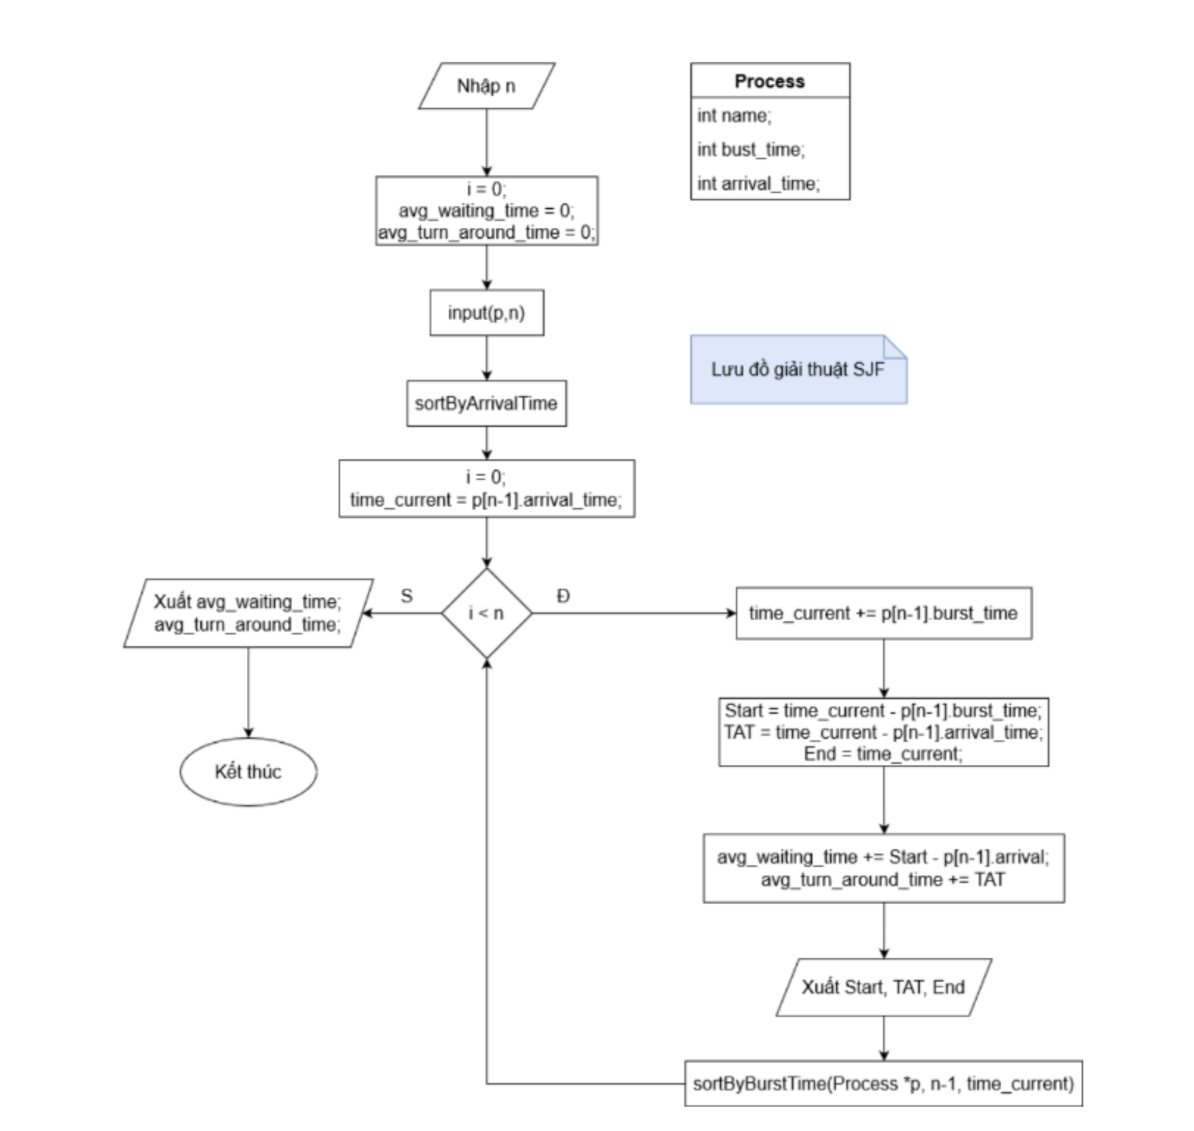 Nhập n
i = 0;
avg_waiting_time = 0;
avg_turn_around_time = 0;
input(p,n)
sortByArrivalTime
i = 0;
time_current = p[n-1].arrival_time;
i < n
S
Đ
Xuất avg_waiting_time;
avg_turn_around_time;
Kết thúc
time_current += p[n-1].burst_time
Start = time_current - p[n-1].burst_time;
TAT = time_current - p[n-1].arrival_time;
End = time_current;
avg_waiting_time += Start - p[n-1].arrival;
avg_turn_around_time += TAT
Xuất Start, TAT, End
sortByBurstTime(Process *p, n-1, time_current)
Process
int name;
int bust_time;
int arrival_time;
Lưu đồ giải thuật SJF